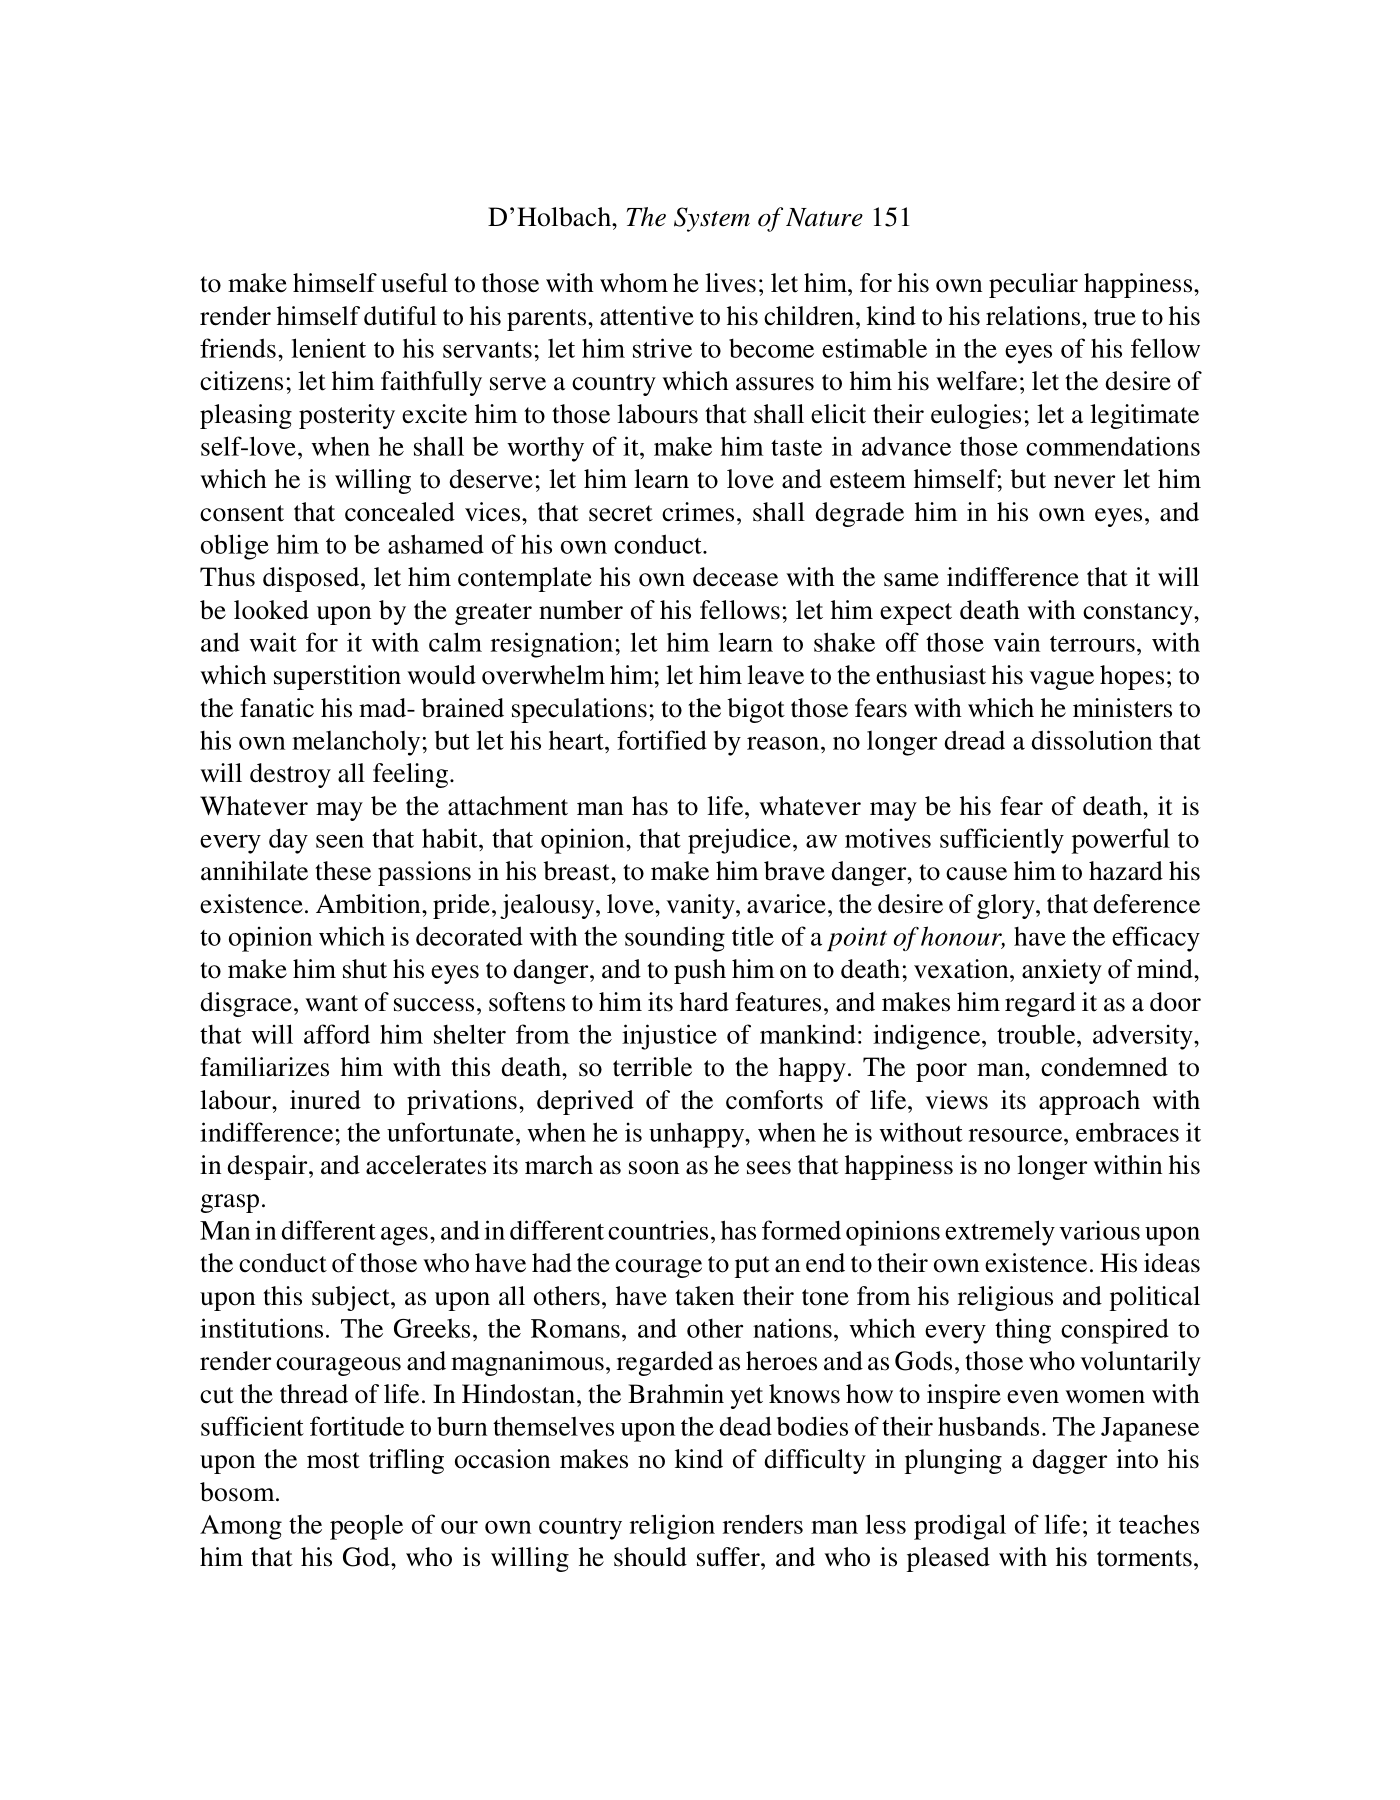 D’Holbach, The System of Nature 151
to make himself useful to those with whom he lives; let him, for his own peculiar happiness,
render himself dutiful to his parents, attentive to his children, kind to his relations, true to his
friends, lenient to his servants; let him strive to become estimable in the eyes of his fellow
citizens; let him faithfully serve a country which assures to him his welfare; let the desire of
pleasing posterity excite him to those labours that shall elicit their eulogies; let a legitimate
self-love, when he shall be worthy of it, make him taste in advance those commendations
which he is willing to deserve; let him learn to love and esteem himself; but never let him
consent that concealed vices, that secret crimes, shall degrade him in his own eyes, and
oblige him to be ashamed of his own conduct.
Thus disposed, let him contemplate his own decease with the same indifference that it will
be looked upon by the greater number of his fellows; let him expect death with constancy,
and wait for it with calm resignation; let him learn to shake off those vain terrours, with
which superstition would overwhelm him; let him leave to the enthusiast his vague hopes; to
the fanatic his mad- brained speculations; to the bigot those fears with which he ministers to
his own melancholy; but let his heart, fortified by reason, no longer dread a dissolution that
will destroy all feeling.
Whatever may be the attachment man has to life, whatever may be his fear of death, it is
every day seen that habit, that opinion, that prejudice, aw motives sufficiently powerful to
annihilate these passions in his breast, to make him brave danger, to cause him to hazard his
existence. Ambition, pride, jealousy, love, vanity, avarice, the desire of glory, that deference
to opinion which is decorated with the sounding title of a point of honour, have the efficacy
to make him shut his eyes to danger, and to push him on to death; vexation, anxiety of mind,
disgrace, want of success, softens to him its hard features, and makes him regard it as a door
that will afford him shelter from the injustice of mankind: indigence, trouble, adversity,
familiarizes him with this death, so terrible to the happy. The poor man, condemned to
labour, inured to privations, deprived of the comforts of life, views its approach with
indifference; the unfortunate, when he is unhappy, when he is without resource, embraces it
in despair, and accelerates its march as soon as he sees that happiness is no longer within his
grasp.
Man in different ages, and in different countries, has formed opinions extremely various upon
the conduct of those who have had the courage to put an end to their own existence. His ideas
upon this subject, as upon all others, have taken their tone from his religious and political
institutions. The Greeks, the Romans, and other nations, which every thing conspired to
render courageous and magnanimous, regarded as heroes and as Gods, those who voluntarily
cut the thread of life. In Hindostan, the Brahmin yet knows how to inspire even women with
sufficient fortitude to burn themselves upon the dead bodies of their husbands. The Japanese
upon the most trifling occasion makes no kind of difficulty in plunging a dagger into his
bosom.
Among the people of our own country religion renders man less prodigal of life; it teaches
him that his God, who is willing he should suffer, and who is pleased with his torments,